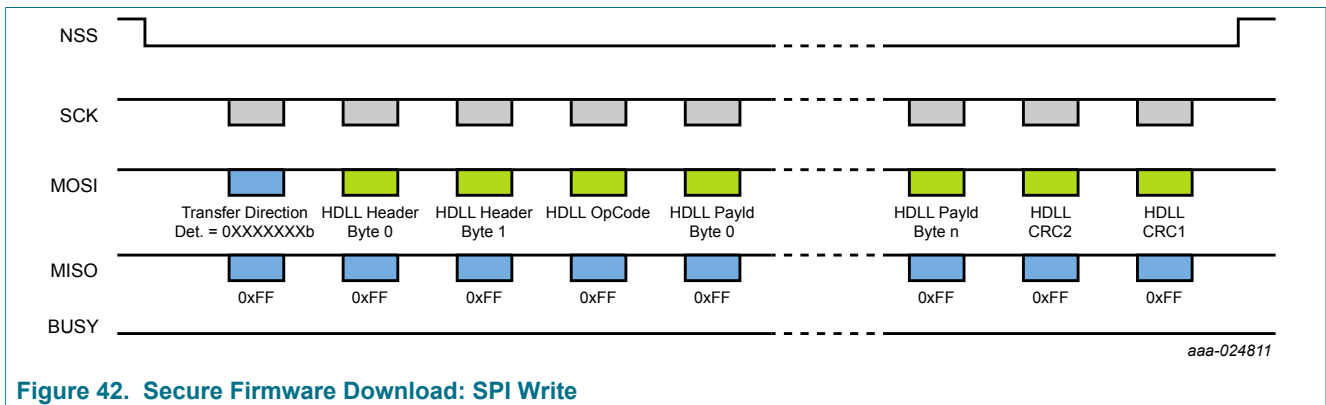 NSS
SCK
MOSI
Transfer Direction
Det. = 0XXXXXXXb
HDLL Header
Byte 0
HDLL Header
Byte 1
HDLL OpCode
HDLL Payld
Byte 0
HDLL Payld
Byte n
HDLL
CRC2
HDLL
CRC1
MISO
0xFF
0xFF
0xFF
0xFF
0xFF
0xFF
0xFF
0xFF
BUSY
aaa-024811
Figure 42. Secure Firmware Download: SPI Write